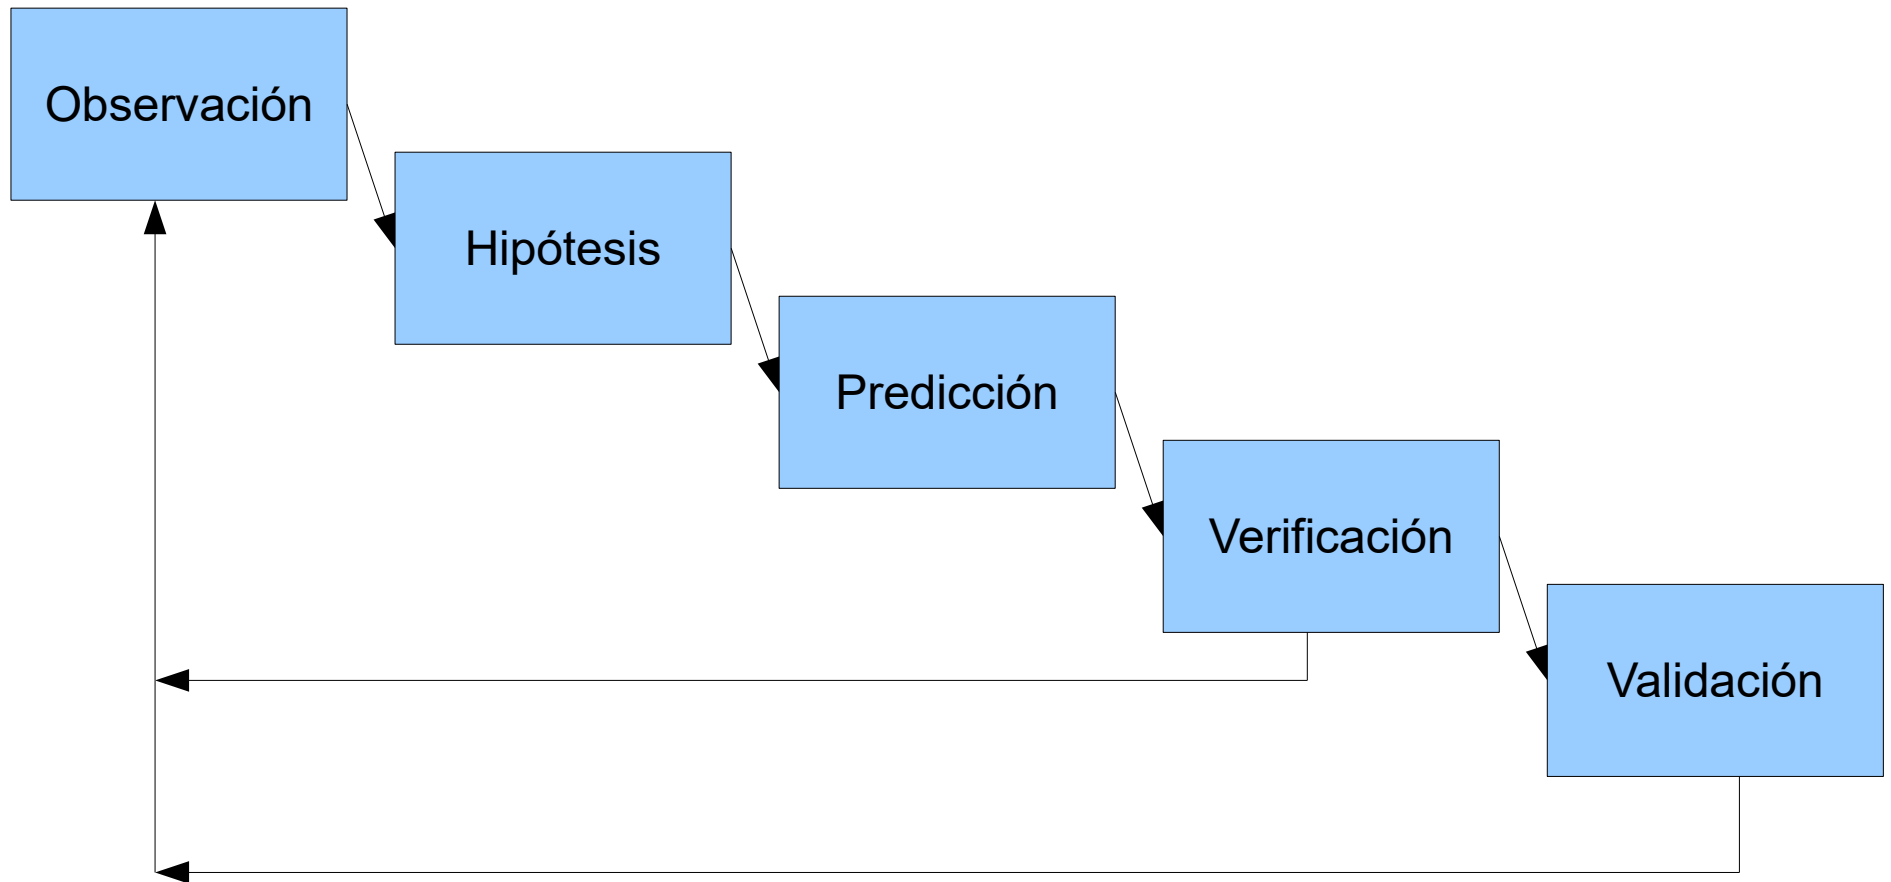 Observación
Hipótesis
Predicción
Verificación
Validación